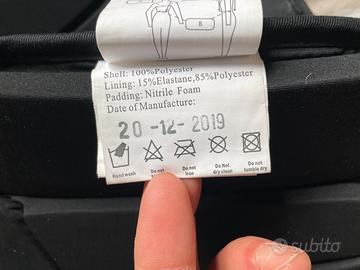 8
Shell: 100%Polyester
Lining: 15%Elastane,85%Polyester
Padding: Nitrile Foam
Date of Manufacture:
20-12-2019
Hand wash
Do not
Do not
iron
Do Not
dry clean
Do not
tumble dry
subito